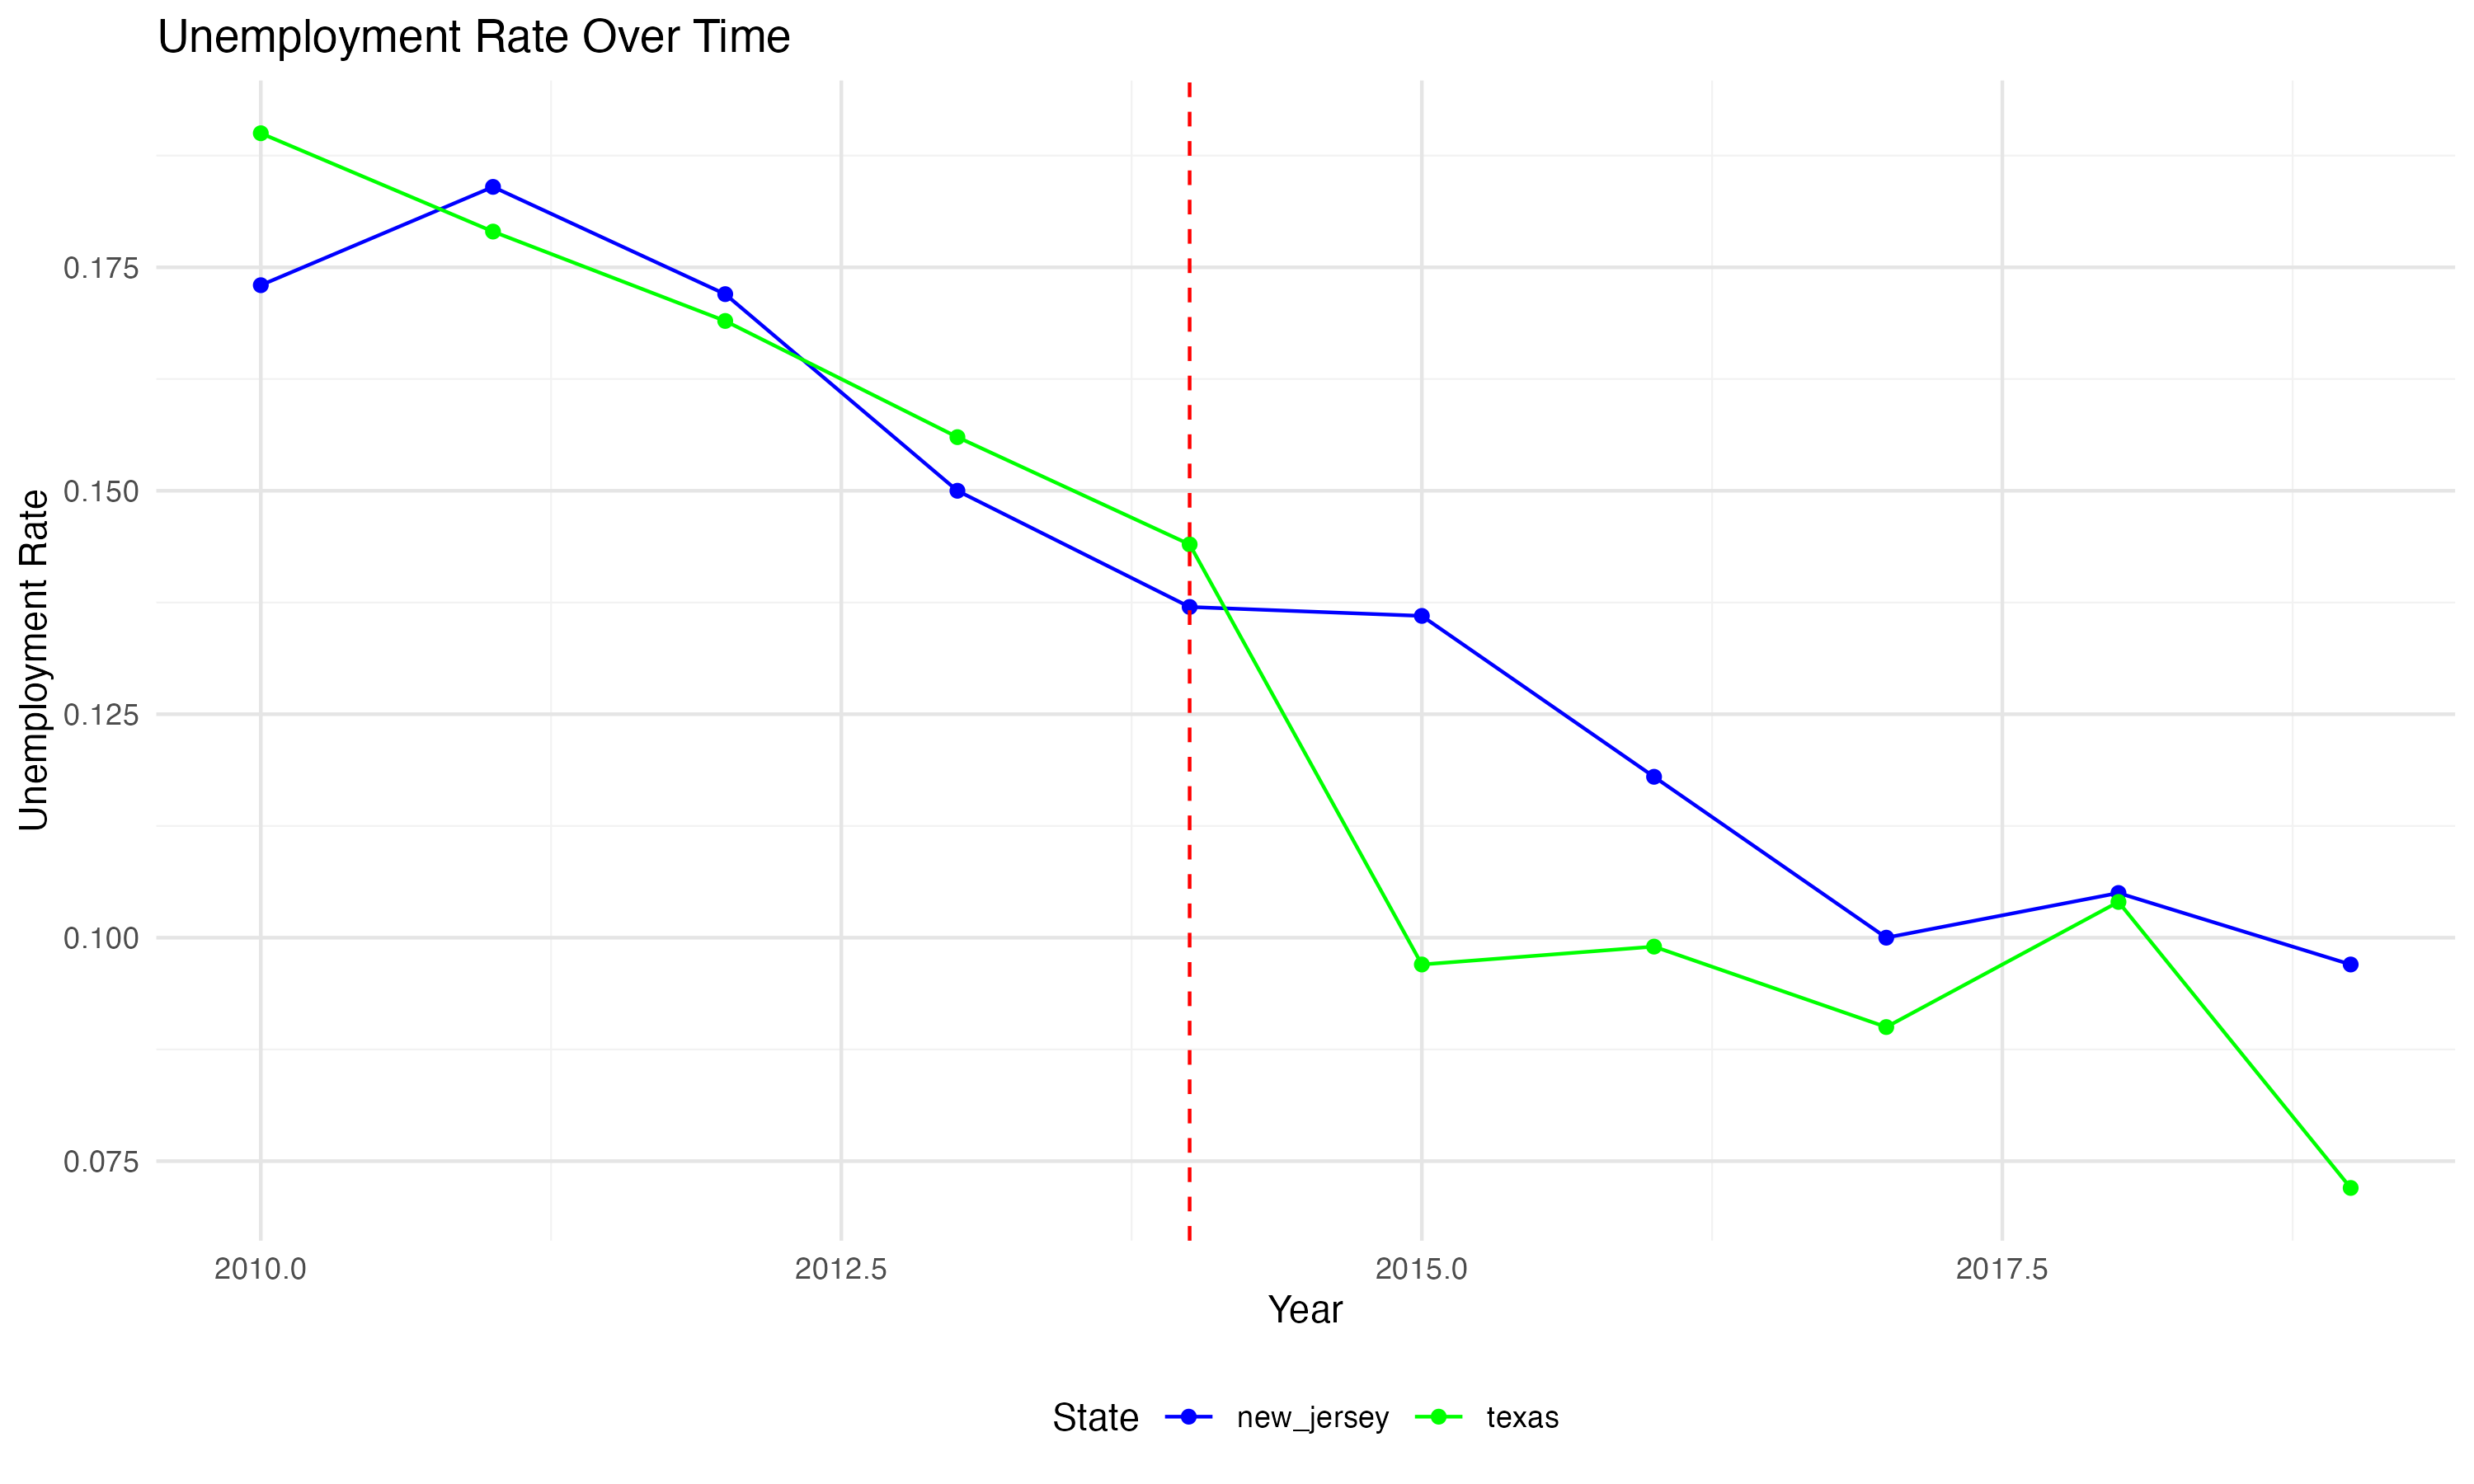 Unemployment Rate Over Time
Unemployment Rate
0.175
0.150
0.125
0.100
0.075
2010.0 2012.5 2015.0 2017.5
Year
State new_jersey texas